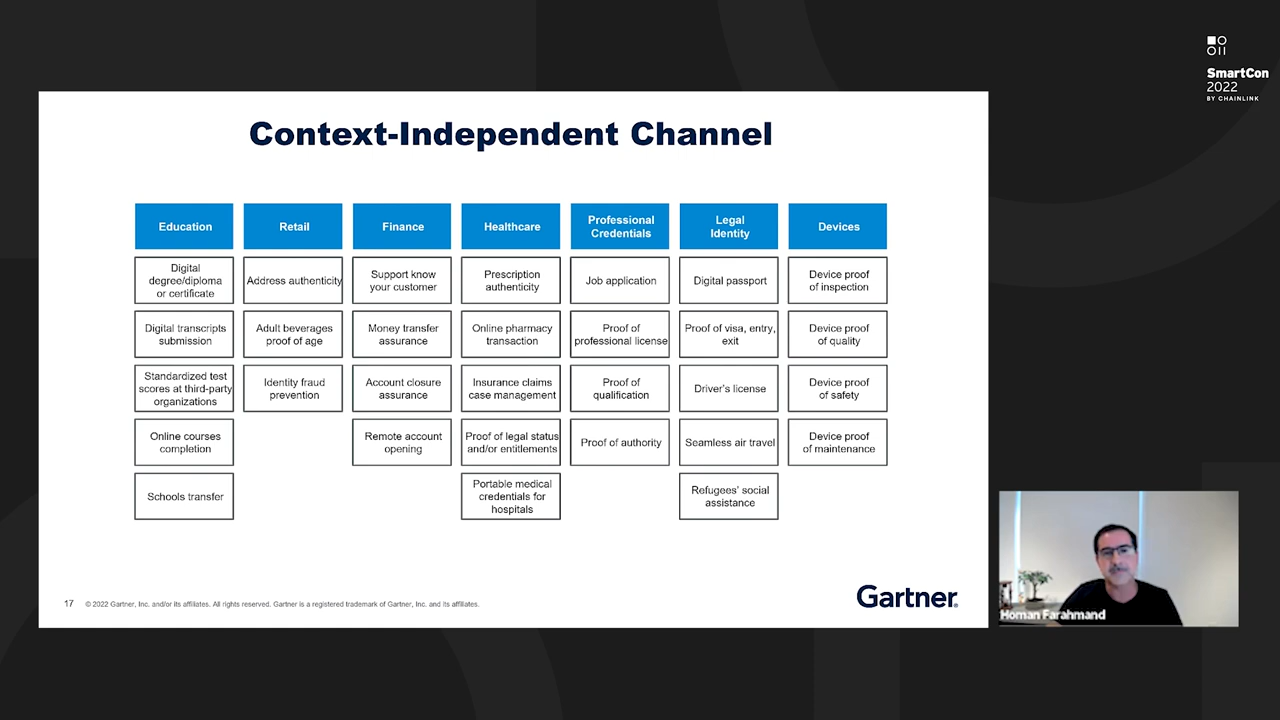 SmartCon
2022
BY CHAINLINK
Context-Independent Channel
Education
Retail
Finance
Healthcare
Professional
Credentials
Legal
Identity
Devices
Digital
degree/diploma
or certificate
Address authenticity
Support know
your customer
Prescription
authenticity
Job application
Digital passport
Device proof
of inspection
Digital transcripts
submission
Adult beverages
proof of age
Money transfer
assurance
Online pharmacy
transaction
Proof of
professional license
Proof of visa, entry,
exit
Device proof
of quality
Standardized test
scores at third-party
organizations
Identity fraud
prevention
Account closure
assurance
Insurance claims
case management
Proof of
qualification
Driver's license
Device proof
of safety
Online courses
completion
Remote account
opening
Proof of legal status
and/or entitlements
Proof of authority
Seamless air travel
Device proof
of maintenance
Schools transfer
Portable medical
credentials for
hospitals
Refugees' social
assistance
17 © 2022 Gartner, Inc. and/or its affiliates. All rights reserved. Gartner is a registered trademark of Gartner, Inc. and its affiliates.
Gartner®
Homan Farahmand